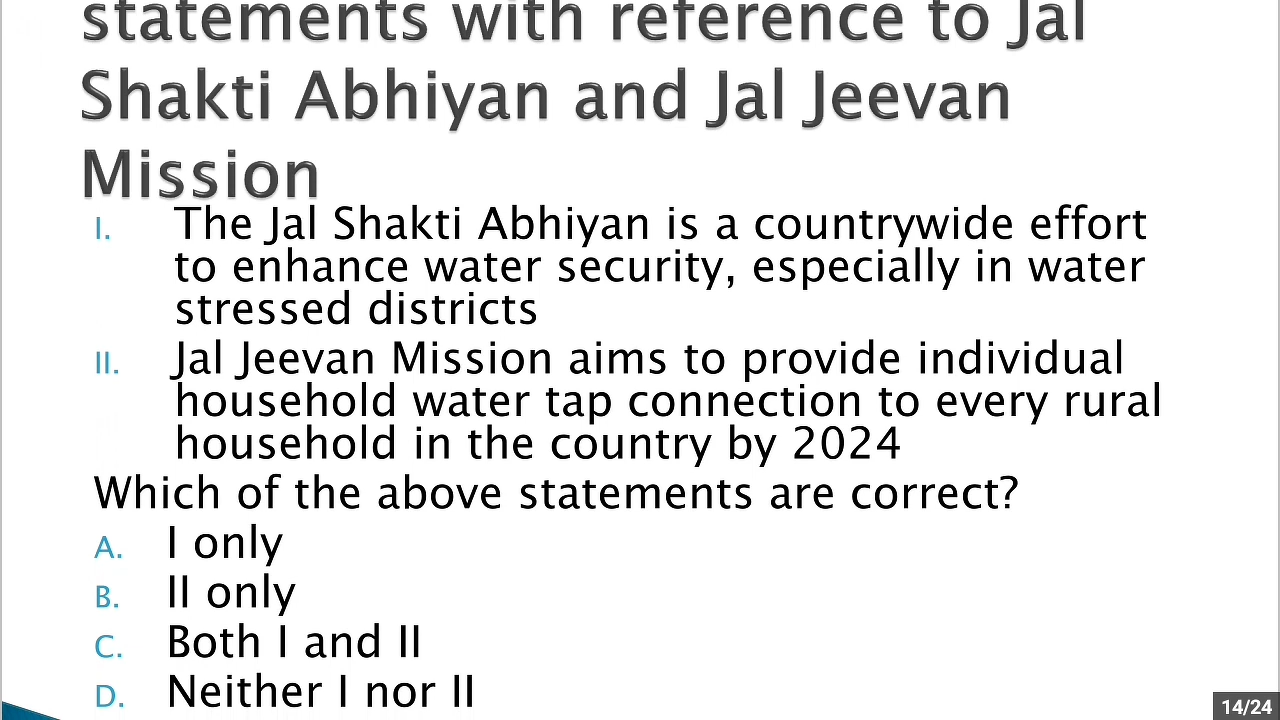 statements with reference to Jal
Shakti Abhiyan and Jal Jeevan
Mission
I. The Jal Shakti Abhiyan is a countrywide effort
to enhance water security, especially in water
stressed districts
II. Jal Jeevan Mission aims to provide individual
household water tap connection to every rural
household in the country by 2024
Which of the above statements are correct?
A. I only
B. II only
C. Both I and II
D. Neither I nor II
14/24